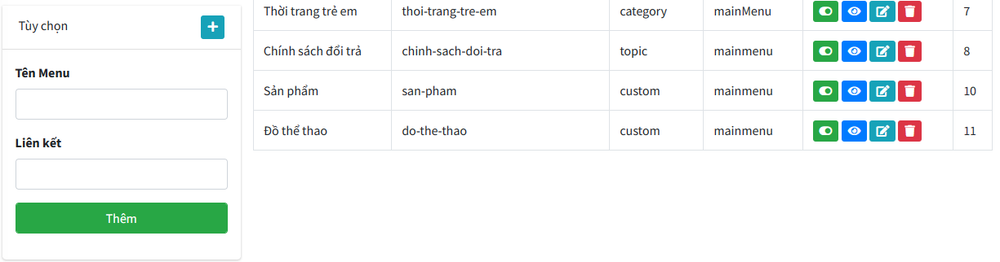 Tùy chọn
Tên Menu
Liên kết
Thêm
Thời trang trẻ em thoi-trang-tre-em category mainMenu 7
Chính sách đổi trả chinh-sach-doi-tra topic mainmenu 8
Sản phẩm san-pham custom mainmenu 10
Đồ thể thao do-the-thao custom mainmenu 11